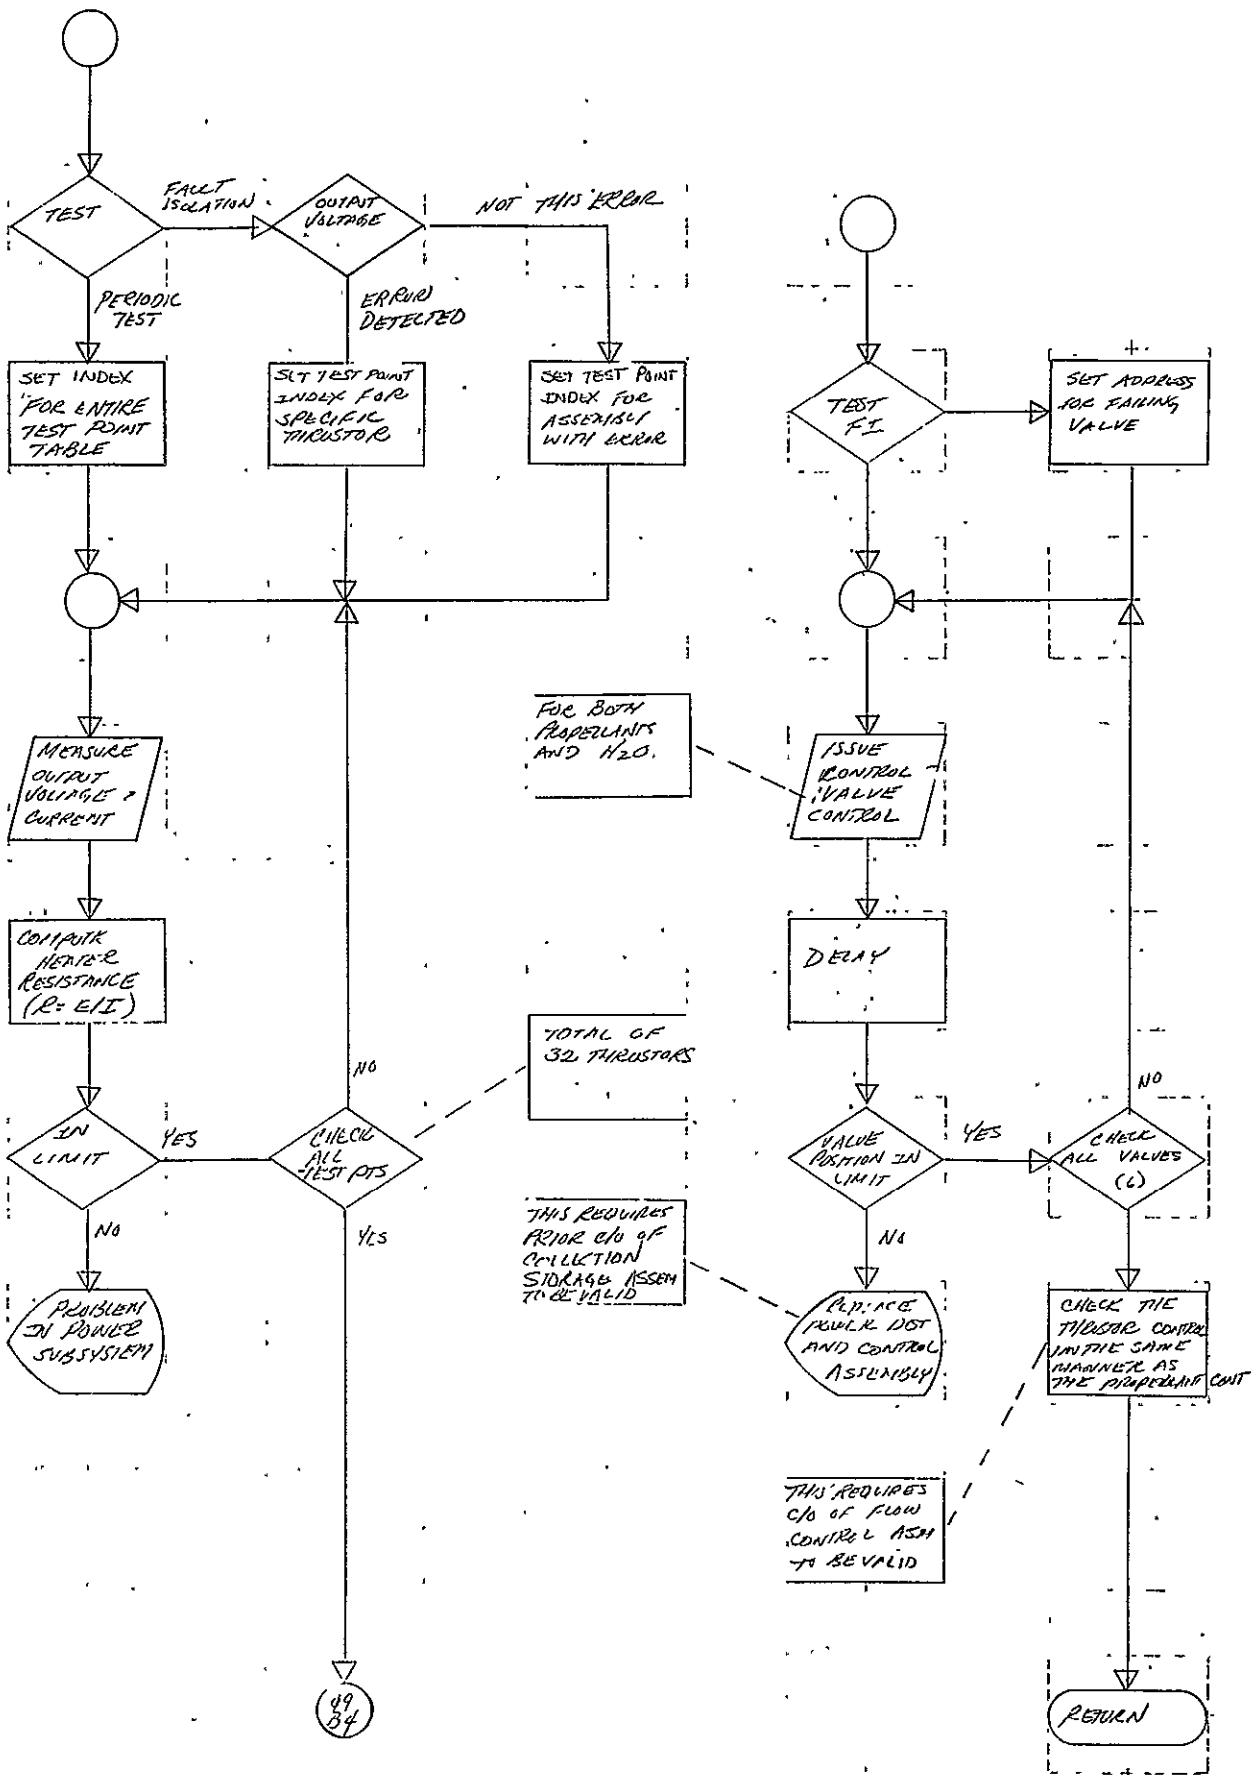 TEST
FAULT
ISOLATION
OUTPUT
VOLTAGE
NOT THIS ERROR
PERIODIC
TEST
ERROR
DETECTED
SET INDEX
FOR ENTIRE
TEST POINT
TABLE
SET TEST POINT
INDEX FOR
SPECIFIC
THRUSTOR
SET TEST POINT
INDEX FOR
ASSEMBLY
WITH ERROR
MEASURE
OUTPUT
VOLTAGE &
CURRENT
COMPUTE
HEATER
RESISTANCE
(R= E/I)
IN
LIMIT
YES
NO
PROBLEM
IN POWER
SUBSYSTEM
CHECK
ALL
TEST PTS
NO
YES
TOTAL OF
32 THRUSTORS
49
B4
TEST
FI
SET ADDRESS
FOR FAILING
VALVE
FOR BOTH
PROPELLANTS
AND H2O.
ISSUE
CONTROL
VALVE
CONTROL
DELAY
VALVE
POSITION IN
LIMIT
YES
NO
CHECK
ALL VALVES
(6)
NO
THIS REQUIRES
PRIOR C/O OF
COLLECTION
STORAGE ASSEM
TO BE VALID
REPLACE
POWER DIST
AND CONTROL
ASSEMBLY
CHECK THE
THRUSTOR CONTROL
IN THE SAME
MANNER AS
THE PROPELLANT CONT
THIS REQUIRES
C/O OF FLOW
CONTROL ASM
TO BE VALID
RETURN